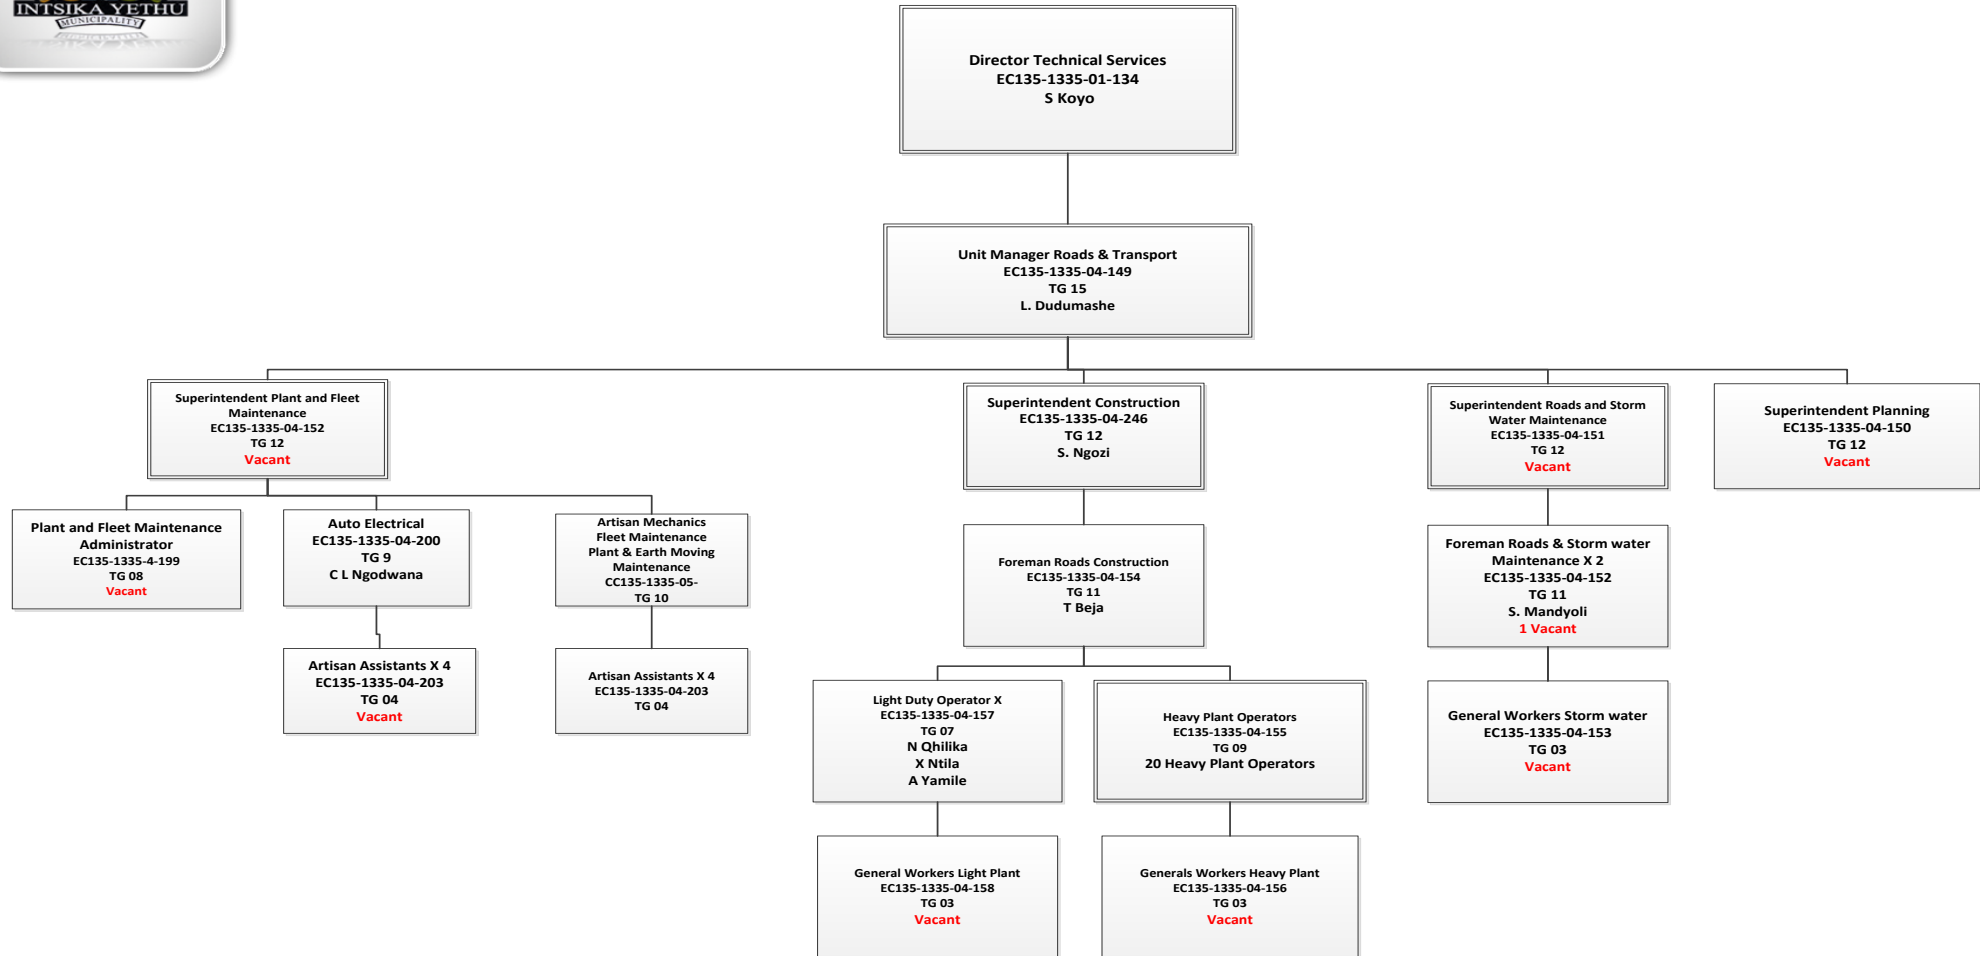 INTSIKA YETHU
MUNICIPALITY
Director Technical Services
EC135-1335-01-134
S Koyo
Unit Manager Roads & Transport
EC135-1335-04-149
TG 15
L. Dudumashe
Superintendent Plant and Fleet
Maintenance
EC135-1335-04-152
TG 12
Vacant
Superintendent Construction
EC135-1335-04-246
TG 12
S. Ngozi
Superintendent Roads and Storm
Water Maintenance
EC135-1335-04-151
TG 12
Vacant
Superintendent Planning
EC135-1335-04-150
TG 12
Vacant
Plant and Fleet Maintenance
Administrator
EC135-1335-4-199
TG 08
Vacant
Auto Electrical
EC135-1335-04-200
TG 9
C L Ngodwana
Artisan Mechanics
Fleet Maintenance
Plant & Earth Moving
Maintenance
CC135-1335-05-
TG 10
Foreman Roads Construction
EC135-1335-04-154
TG 11
T Beja
Foreman Roads & Storm water
Maintenance X 2
EC135-1335-04-152
TG 11
S. Mandyoli
1 Vacant
Artisan Assistants X 4
EC135-1335-04-203
TG 04
Vacant
Artisan Assistants X 4
EC135-1335-04-203
TG 04
Light Duty Operator X
EC135-1335-04-157
TG 07
N Qhilika
X Ntila
A Yamile
Heavy Plant Operators
EC135-1335-04-155
TG 09
20 Heavy Plant Operators
General Workers Storm water
EC135-1335-04-153
TG 03
Vacant
General Workers Light Plant
EC135-1335-04-158
TG 03
Vacant
Generals Workers Heavy Plant
EC135-1335-04-156
TG 03
Vacant